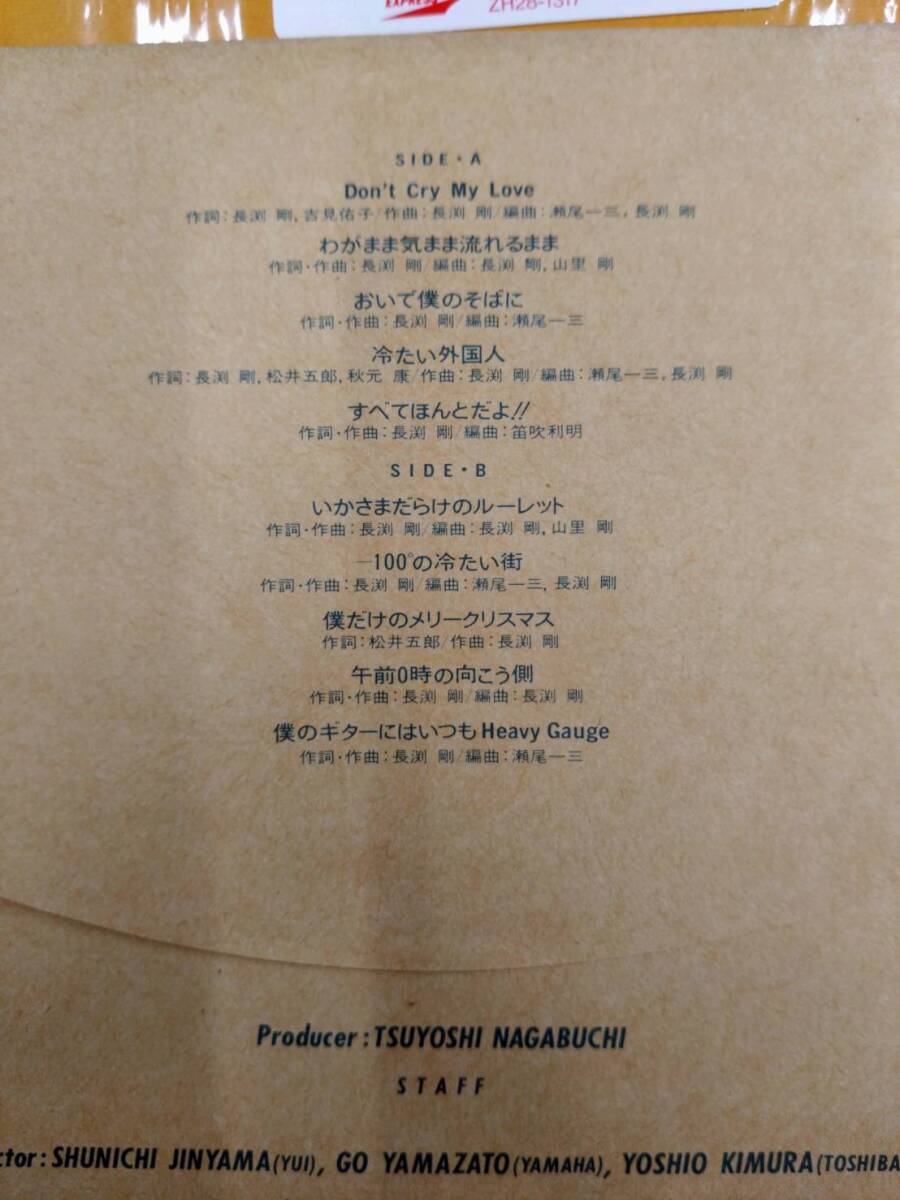 EXPRESS
ZH28-1317
SIDE・A
Don't Cry My Love
作詞:長渕 剛, 吉見佑子/作曲:長渕 剛/編曲:瀬尾一三, 長渕 剛
わがまま気まま流れるまま
作詞・作曲:長渕 剛/編曲:長渕 剛, 山里 剛
おいで僕のそばに
作詞・作曲:長渕 剛/編曲:瀬尾一三
冷たい外国人
作詞:長渕 剛, 松井五郎, 秋元 康/作曲:長渕 剛/編曲:瀬尾一三, 長渕 剛
すべてほんとだよ!!
作詞・作曲:長渕 剛/編曲:笛吹利明
SIDE・B
いかさまだらけのルーレット
作詞・作曲:長渕 剛/編曲:長渕 剛, 山里 剛
−100°の冷たい街
作詞・作曲:長渕 剛/編曲:瀬尾一三, 長渕 剛
僕だけのメリークリスマス
作詞:松井五郎/作曲:長渕 剛
午前0時の向こう側
作詞・作曲:長渕 剛/編曲:長渕 剛
僕のギターにはいつもHeavy Gauge
作詞・作曲:長渕 剛/編曲:瀬尾一三
Producer:TSUYOSHI NAGABUCHI
STAFF
ctor:SHUNICHI JINYAMA(YUI), GO YAMAZATO(YAMAHA), YOSHIO KIMURA(TOSHIBA